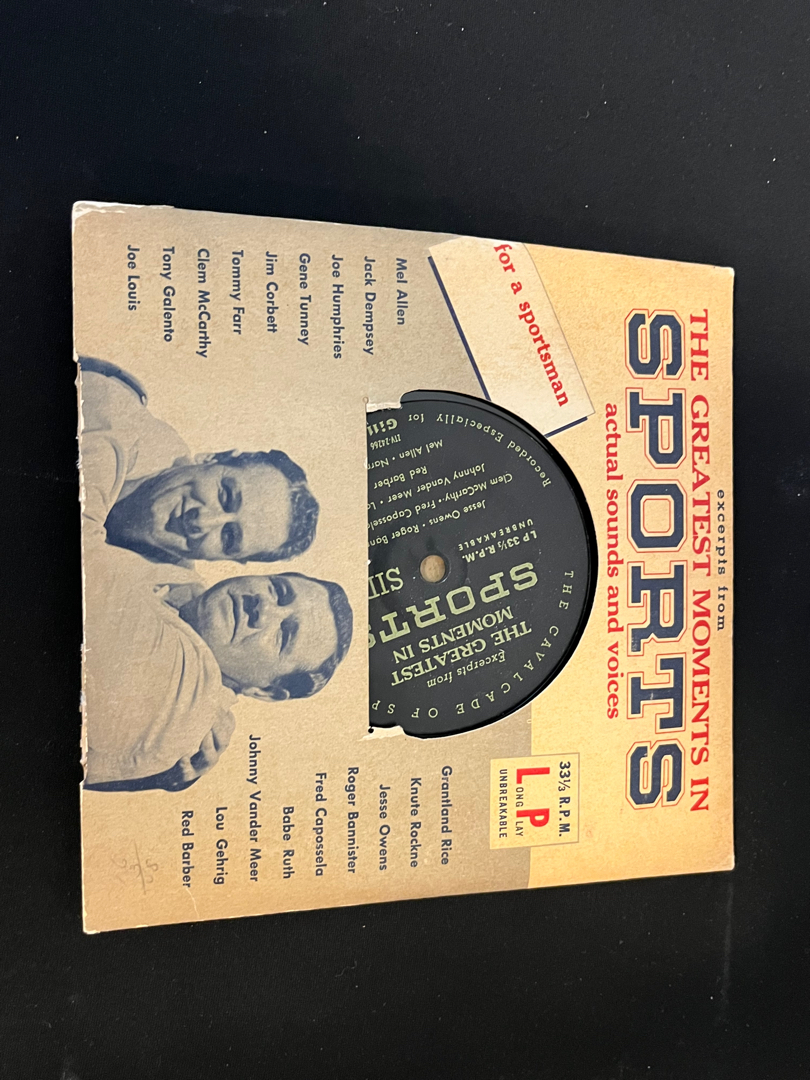 excerpts from
THE GREATEST MOMENTS IN
SPORTS
actual sounds and voices
for a sportsman
33⅓ R.P.M.
LONG PLAY
UNBREAKABLE
Mel Allen
Jack Dempsey
Joe Humphries
Gene Tunney
Jim Corbett
Tommy Farr
Clem McCarthy
Tony Galento
Joe Louis
Grantland Rice
Knute Rockne
Jesse Owens
Roger Bannister
Fred Capossela
Babe Ruth
Johnny Vander Meer
Lou Gehrig
Red Barber
THE CAVALCADE OF SP
Excerpts from
THE GREATEST
MOMENTS IN
SPORTS
LP 33⅓ R.P.M.
UNBREAKABLE
Jesse Owens • Roger
Clem McCarthy • Fred Capossela
Johnny Vander Meer •
Red Barber
Mel Allen •
Recorded Especially for